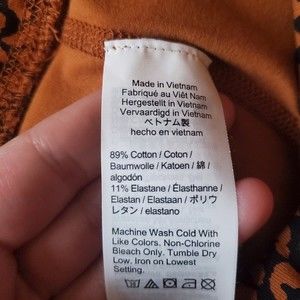 Made in Vietnam
Fabriqué au Viêt Nam
Hergestellt in Vietnam
Vervaardigd in Vietnam
ベトナム製
hecho en vietnam
89% Cotton / Coton /
Baumwolle / Katoen / 綿 /
algodón
11% Elastane / Élasthanne /
Elastan / Elastaan / ポリウ
レタン / elastano
Machine Wash Cold With
Like Colors. Non-Chlorine
Bleach Only. Tumble Dry
Low. Iron on Lowest
Setting.